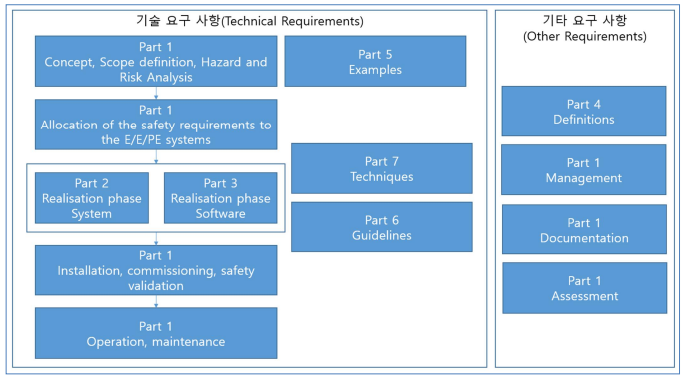 기술 요구 사항(Technical Requirements)
Part 1
Concept, Scope definition, Hazard and
Risk Analysis
Part 5
Examples
Part 1
Allocation of the safety requirements to
the E/E/PE systems
Part 2
Realisation phase
System
Part 3
Realisation phase
Software
Part 7
Techniques
Part 6
Guidelines
Part 1
Installation, commissioning, safety
validation
Part 1
Operation, maintenance
기타 요구 사항
(Other Requirements)
Part 4
Definitions
Part 1
Management
Part 1
Documentation
Part 1
Assessment